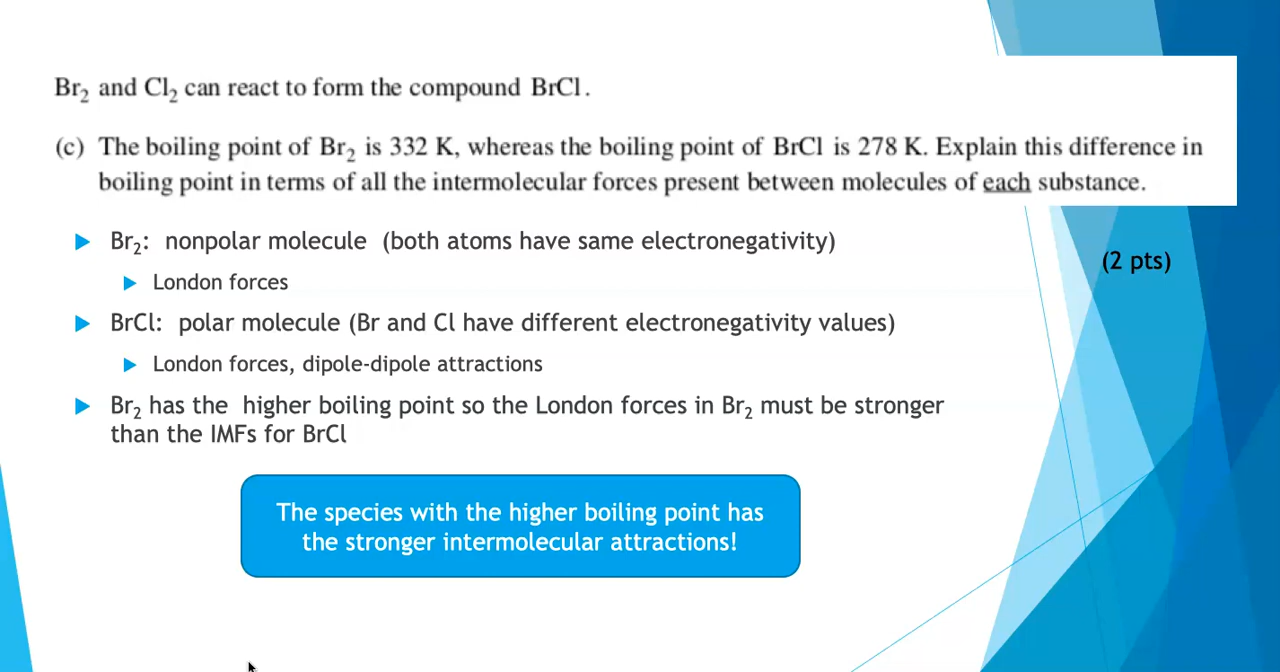 Br₂ and Cl₂ can react to form the compound BrCl.
(c) The boiling point of Br₂ is 332 K, whereas the boiling point of BrCl is 278 K. Explain this difference in
boiling point in terms of all the intermolecular forces present between molecules of each substance.
Br₂: nonpolar molecule (both atoms have same electronegativity)
(2 pts)
London forces
BrCl: polar molecule (Br and Cl have different electronegativity values)
London forces, dipole-dipole attractions
Br₂ has the higher boiling point so the London forces in Br₂ must be stronger
than the IMFs for BrCl
The species with the higher boiling point has
the stronger intermolecular attractions!